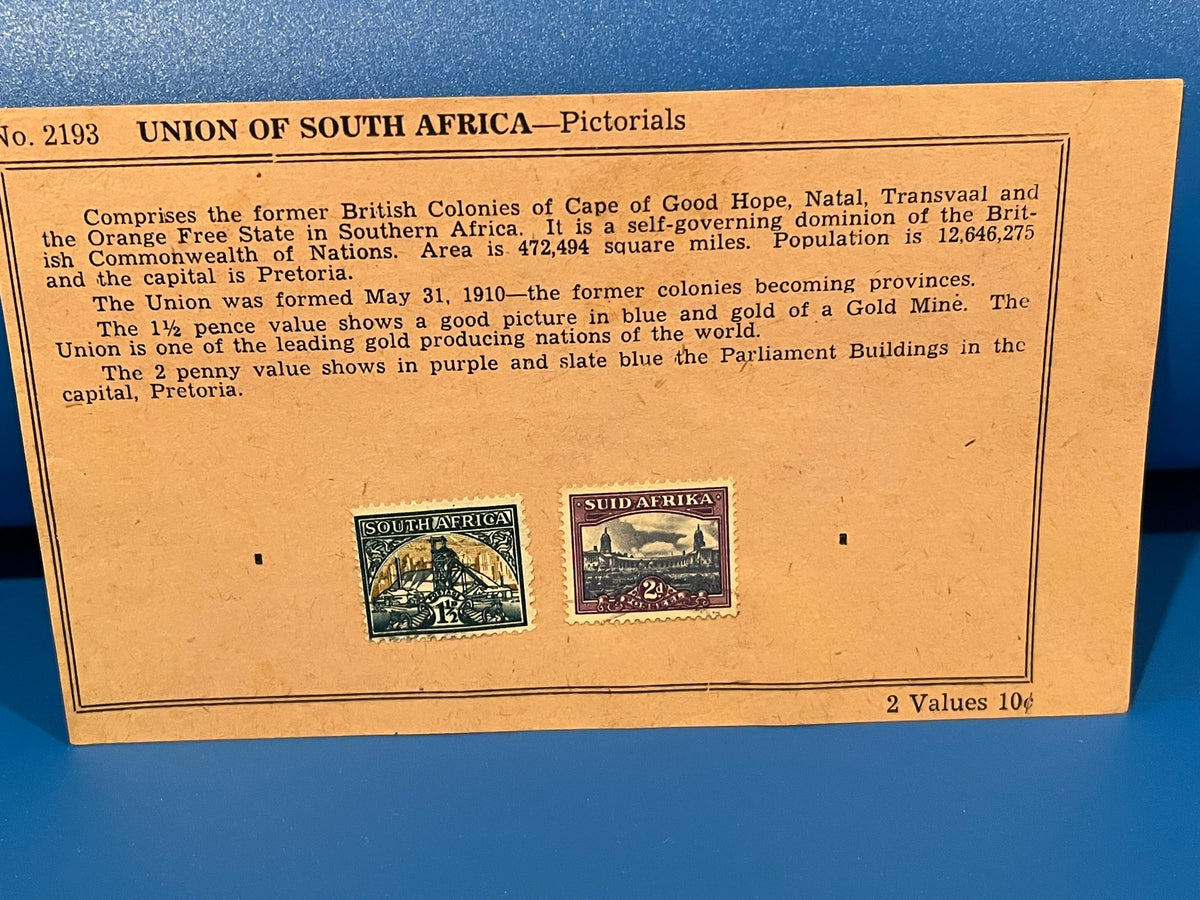 No. 2193 UNION OF SOUTH AFRICA—Pictorials
Comprises the former British Colonies of Cape of Good Hope, Natal, Transvaal and
the Orange Free State in Southern Africa. It is a self-governing dominion of the Brit-
ish Commonwealth of Nations. Area is 472,494 square miles. Population is 12,646,275
and the capital is Pretoria.
The Union was formed May 31, 1910—the former colonies becoming provinces.
The 1½ pence value shows a good picture in blue and gold of a Gold Mine. The
Union is one of the leading gold producing nations of the world.
The 2 penny value shows in purple and slate blue the Parliament Buildings in the
capital, Pretoria.
SOUTH AFRICA
1½
SUID AFRIKA
2d
2 Values 10¢